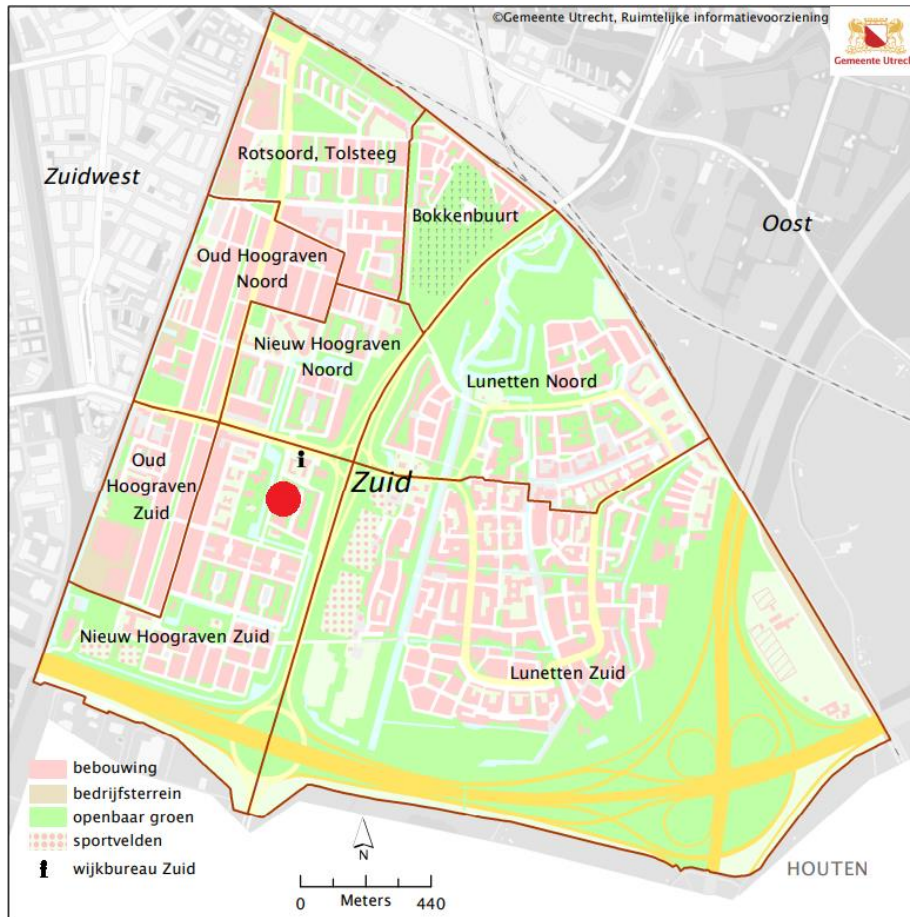 ©Gemeente Utrecht, Ruimtelijke informatievoorziening
Gemeente Utrecht
Zuidwest
Rotsoord, Tolsteeg
Bokkenbuurt
Oost
Oud Hoograven
Noord
Nieuw Hoograven
Noord
Lunetten Noord
Oud
Hoograven
Zuid
i
Zuid
Nieuw Hoograven Zuid
Lunetten Zuid
bebouwing
bedrijfsterrein
openbaar groen
sportvelden
i wijkbureau Zuid
N
0 Meters 440
HOUTEN